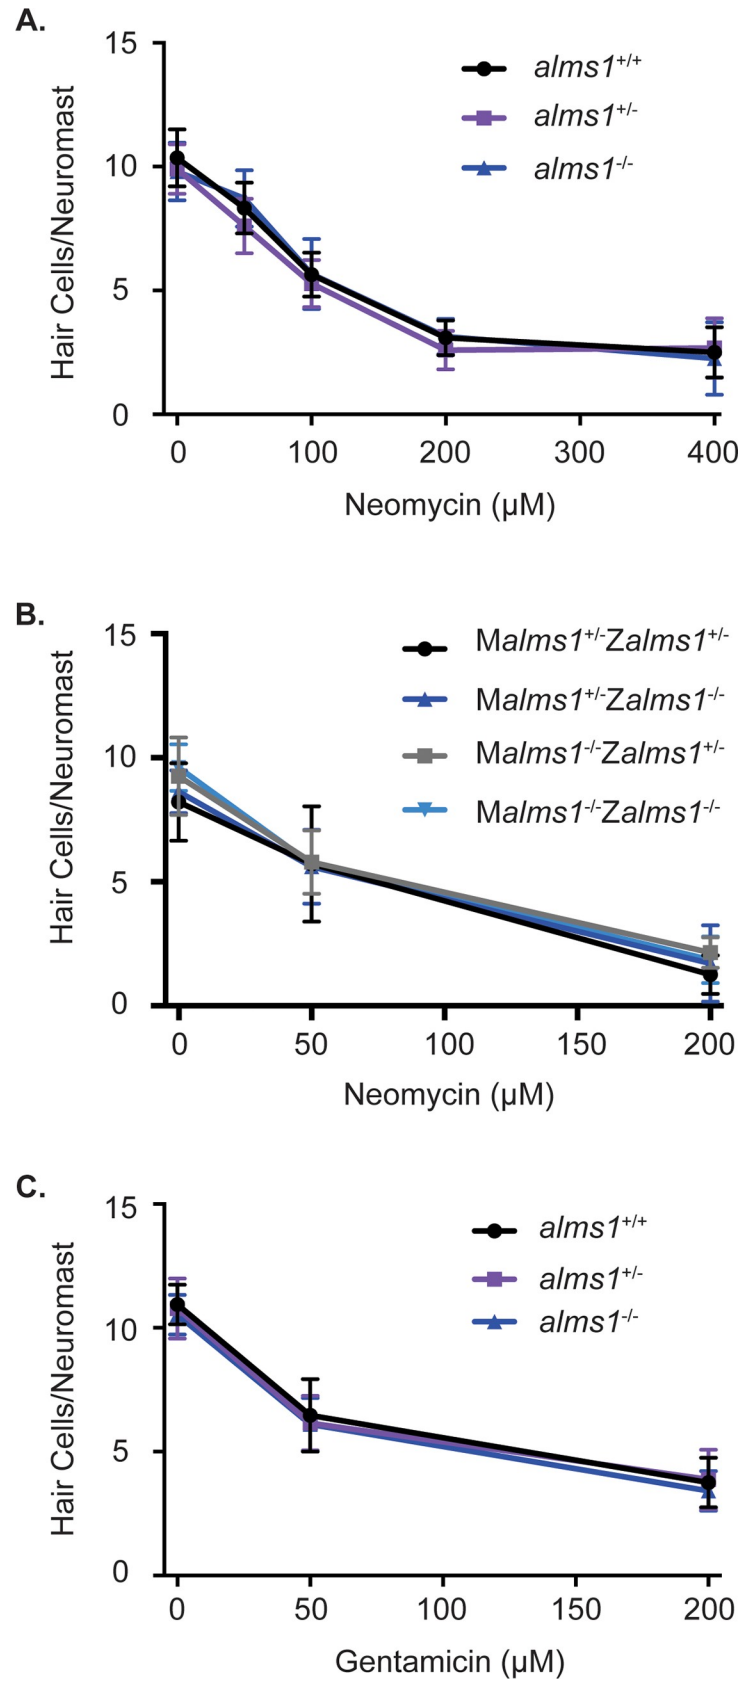 A.
15
10
5
0
Hair Cells/Neuromast
alms1+/+
alms1+/-
alms1-/-
0 100 200 300 400
Neomycin (µM)
B.
15
10
5
0
Hair Cells/Neuromast
Malms1+/-Zalms1+/-
Malms1+/-Zalms1-/-
Malms1-/-Zalms1+/-
Malms1-/-Zalms1-/-
0 50 100 150 200
Neomycin (µM)
C.
15
10
5
0
Hair Cells/Neuromast
alms1+/+
alms1+/-
alms1-/-
0 50 100 150 200
Gentamicin (µM)